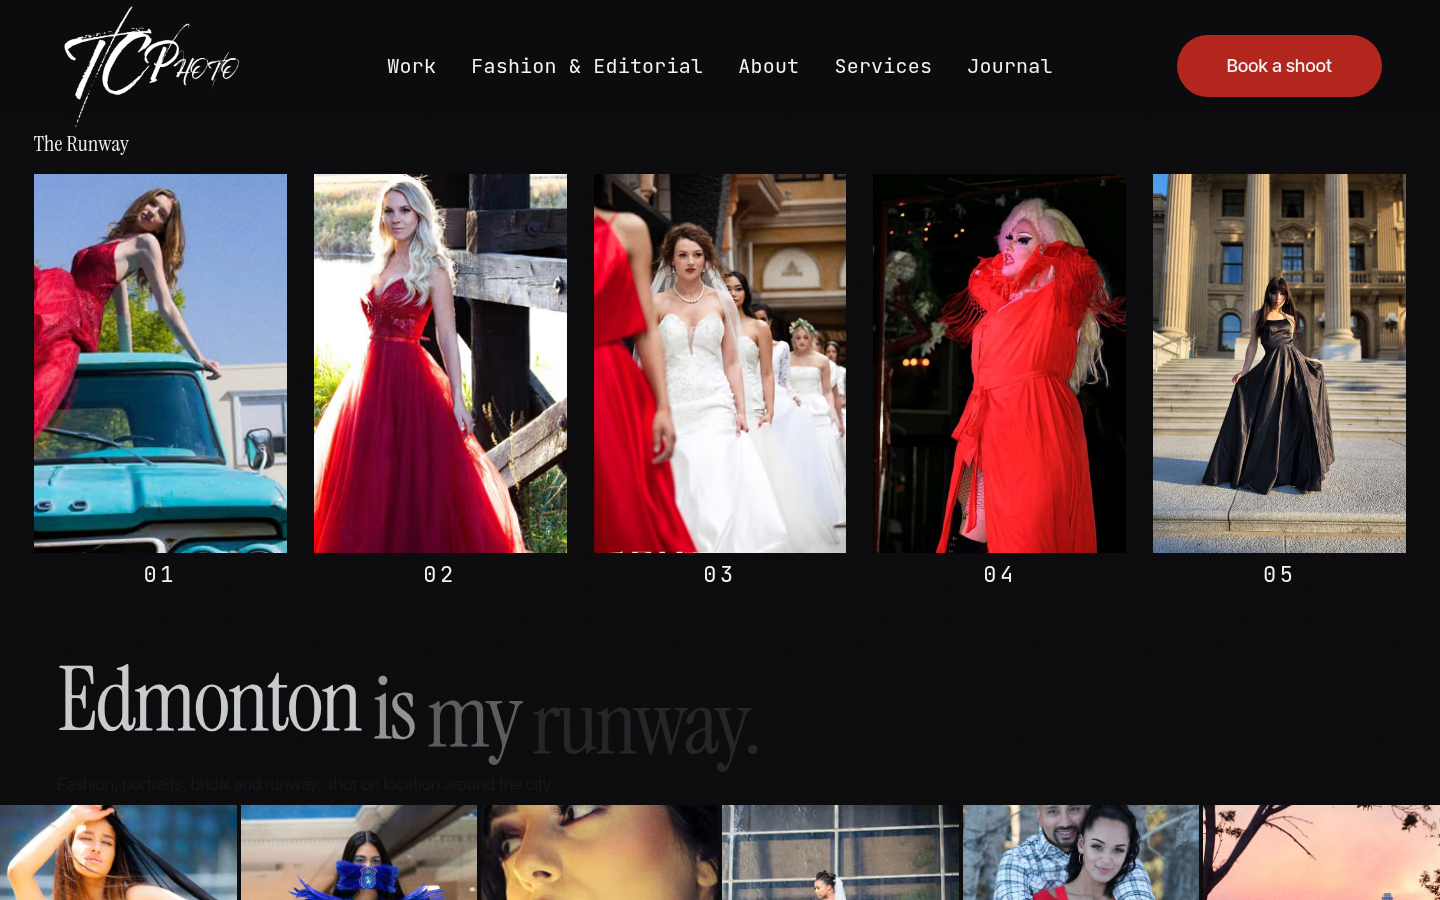 TCPHOTO
Work Fashion & Editorial About Services Journal
Book a shoot
The Runway
01 02 03 04 05
Edmonton is my runway.
Fashion, portraits, bridal and runway, shot on location around the city.